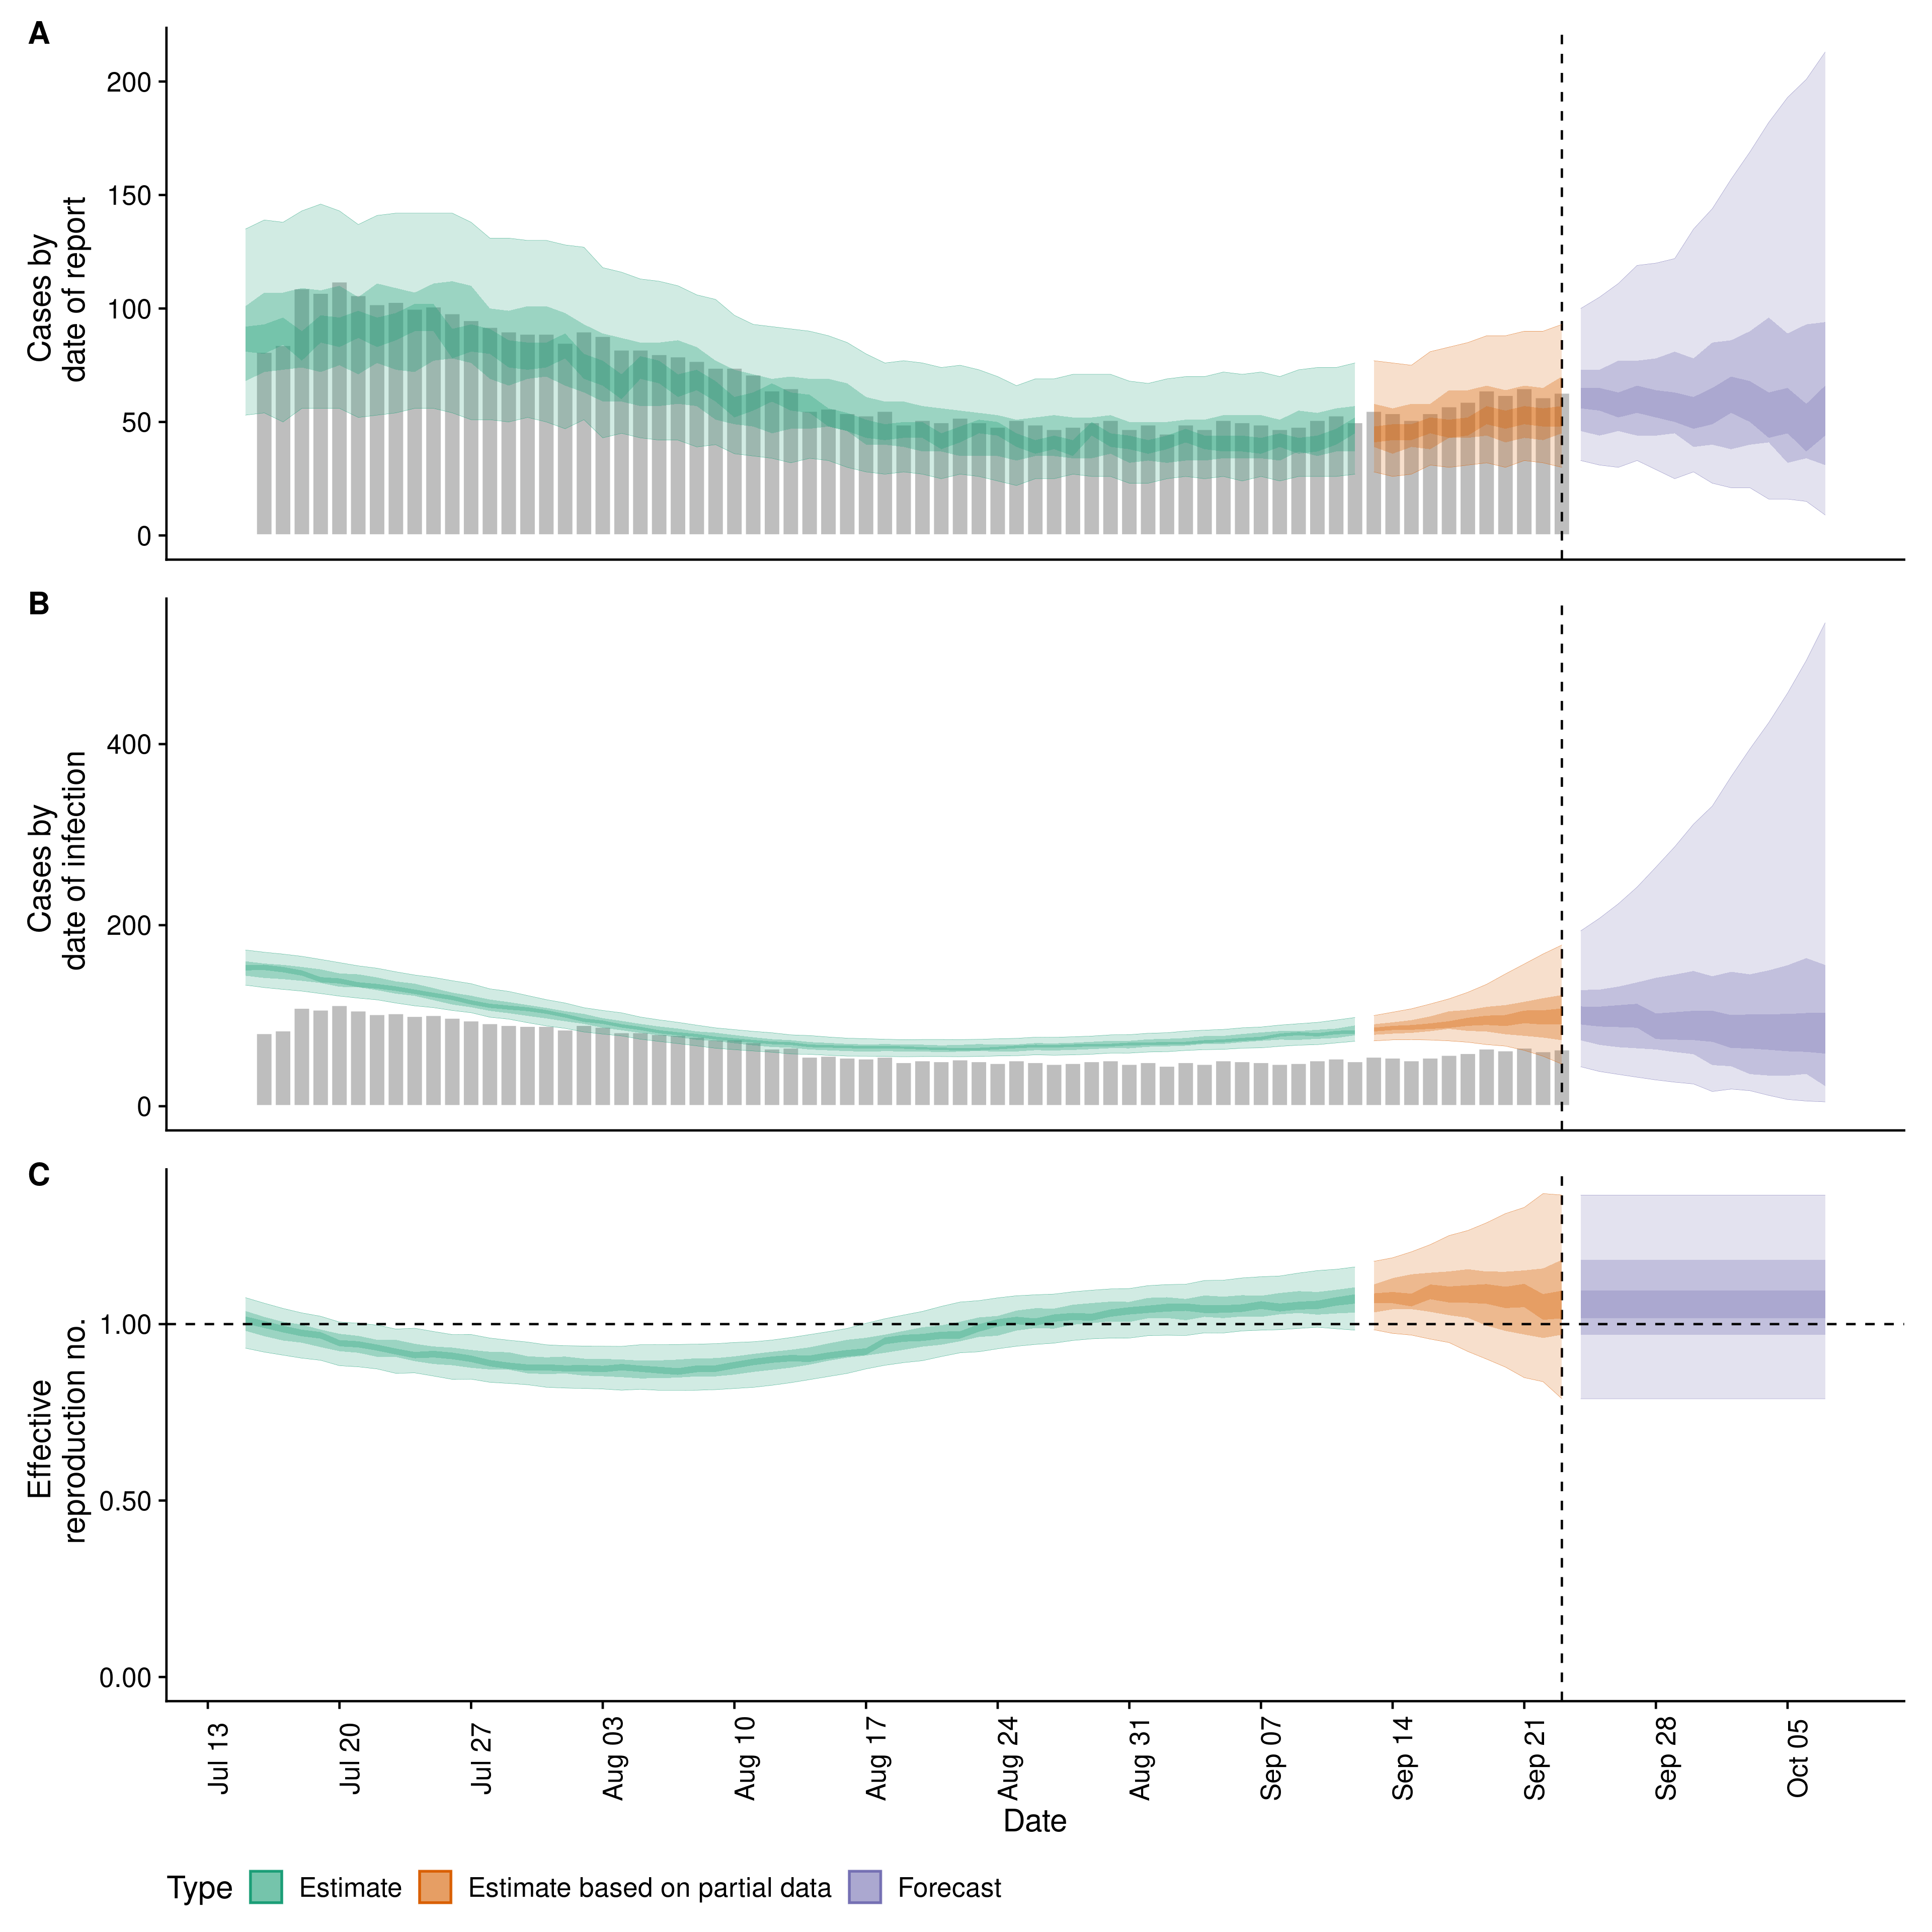 A
Cases by
date of report
200
150
100
50
0
B
Cases by
date of infection
400
200
0
C
Effective
reproduction no.
1.00
0.50
0.00
Jul 13
Jul 20
Jul 27
Aug 03
Aug 10
Aug 17
Aug 24
Aug 31
Sep 07
Sep 14
Sep 21
Sep 28
Oct 05
Date
Type Estimate Estimate based on partial data Forecast